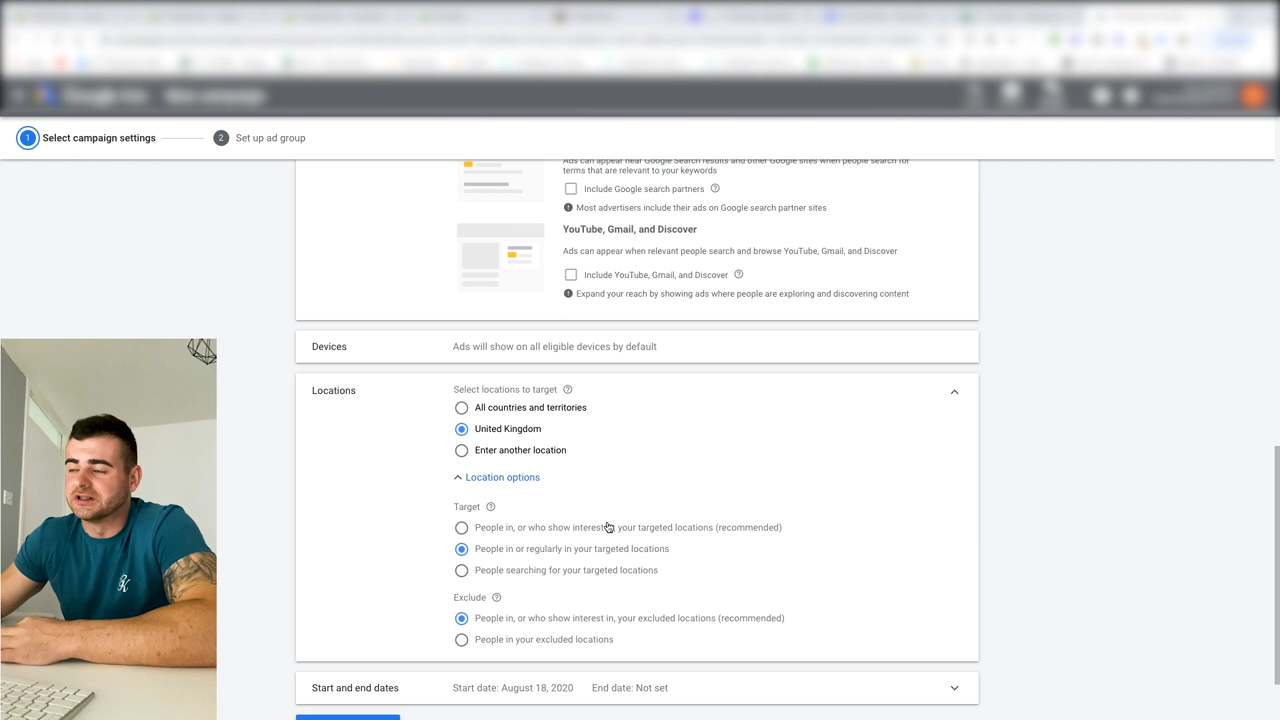 Google Ads New campaign
1 Select campaign settings 2 Set up ad group
Ads can appear near Google Search results and other Google sites when people search for
terms that are relevant to your keywords
Include Google search partners
Most advertisers include their ads on Google search partner sites
YouTube, Gmail, and Discover
Ads can appear when relevant people search and browse YouTube, Gmail, and Discover
Include YouTube, Gmail, and Discover
Expand your reach by showing ads where people are exploring and discovering content
Devices Ads will show on all eligible devices by default
Locations Select locations to target
All countries and territories
United Kingdom
Enter another location
Location options
Target
People in, or who show interest your targeted locations (recommended)
People in or regularly in your targeted locations
People searching for your targeted locations
Exclude
People in, or who show interest in, your excluded locations (recommended)
People in your excluded locations
Start and end dates Start date: August 18, 2020 End date: Not set